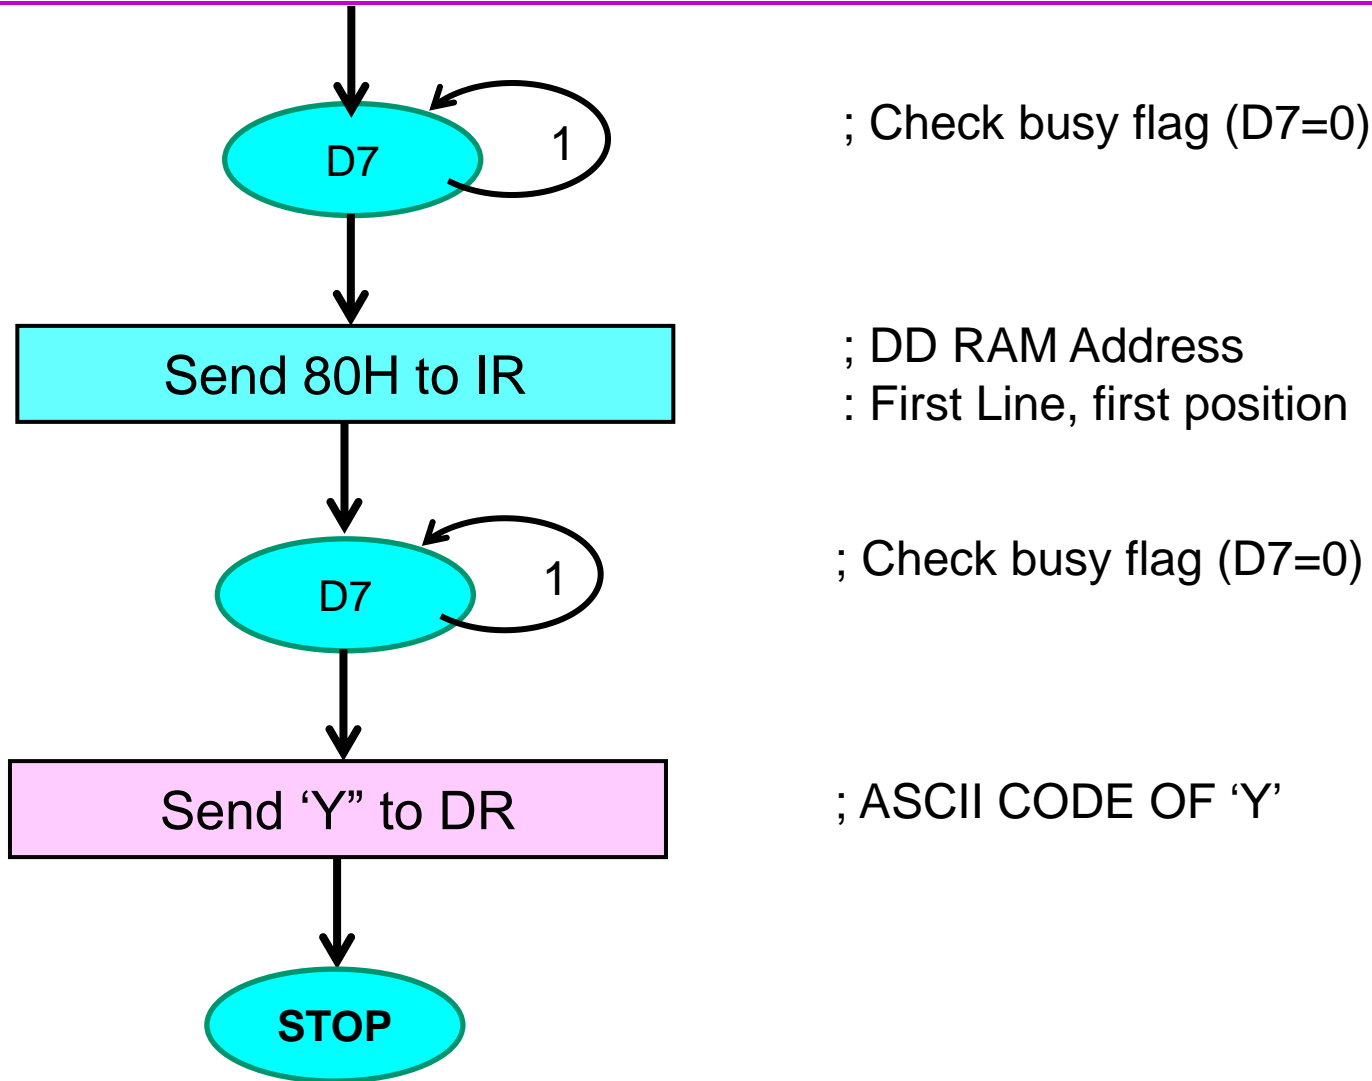 D7
1
; Check busy flag (D7=0)
Send 80H to IR
; DD RAM Address
: First Line, first position
D7
1
; Check busy flag (D7=0)
Send ‘Y” to DR
; ASCII CODE OF ‘Y’
STOP